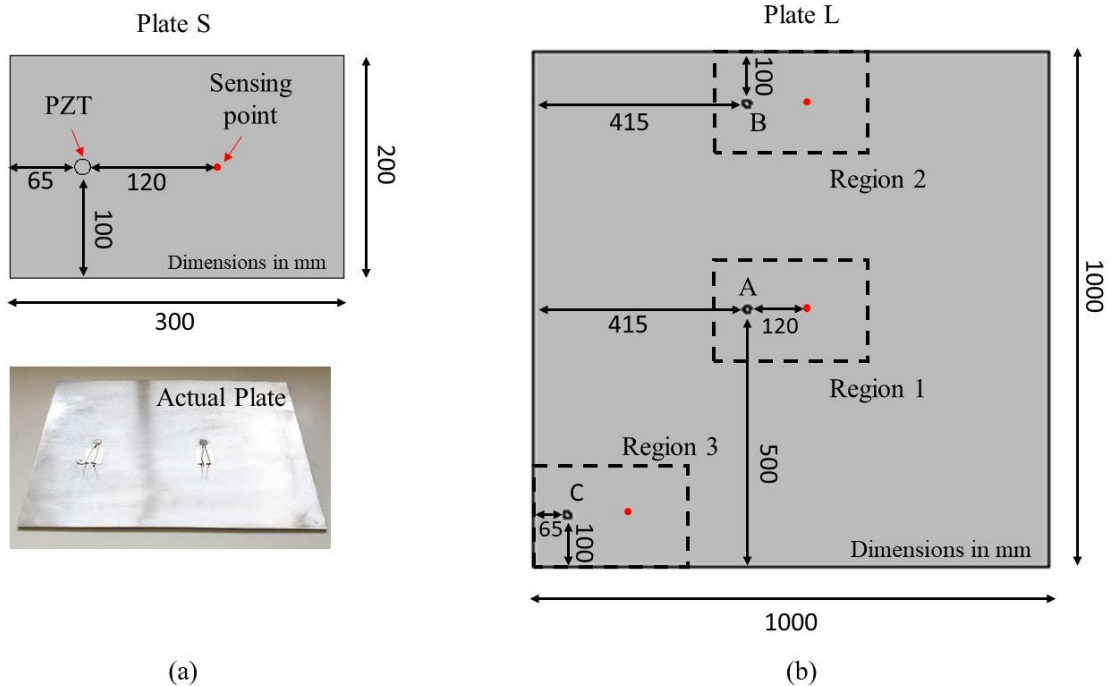 Plate S
PZT
Sensing
point
65
120
100
200
Dimensions in mm
300
Actual Plate
(a)
Plate L
100
415
B
Region 2
A
415
120
Region 1
500
1000
Region 3
C
65
100
Dimensions in mm
1000
(b)